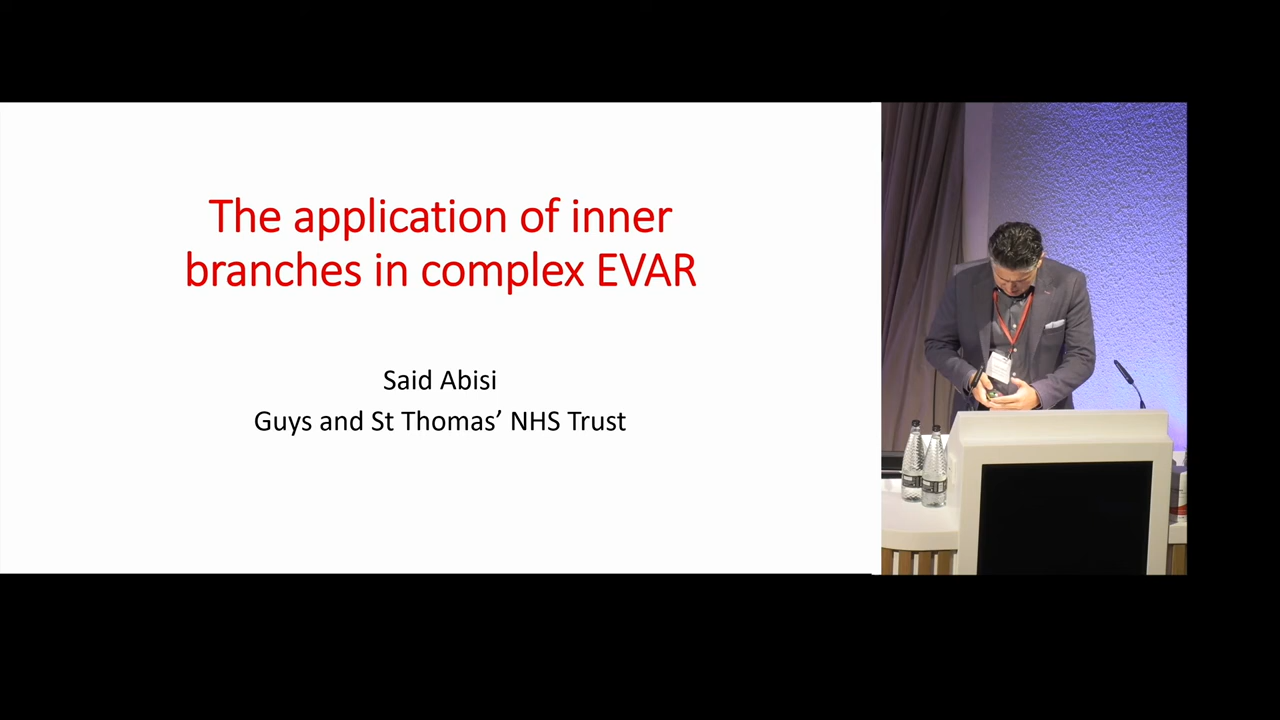 The application of inner
branches in complex EVAR
Said Abisi
Guys and St Thomas’ NHS Trust